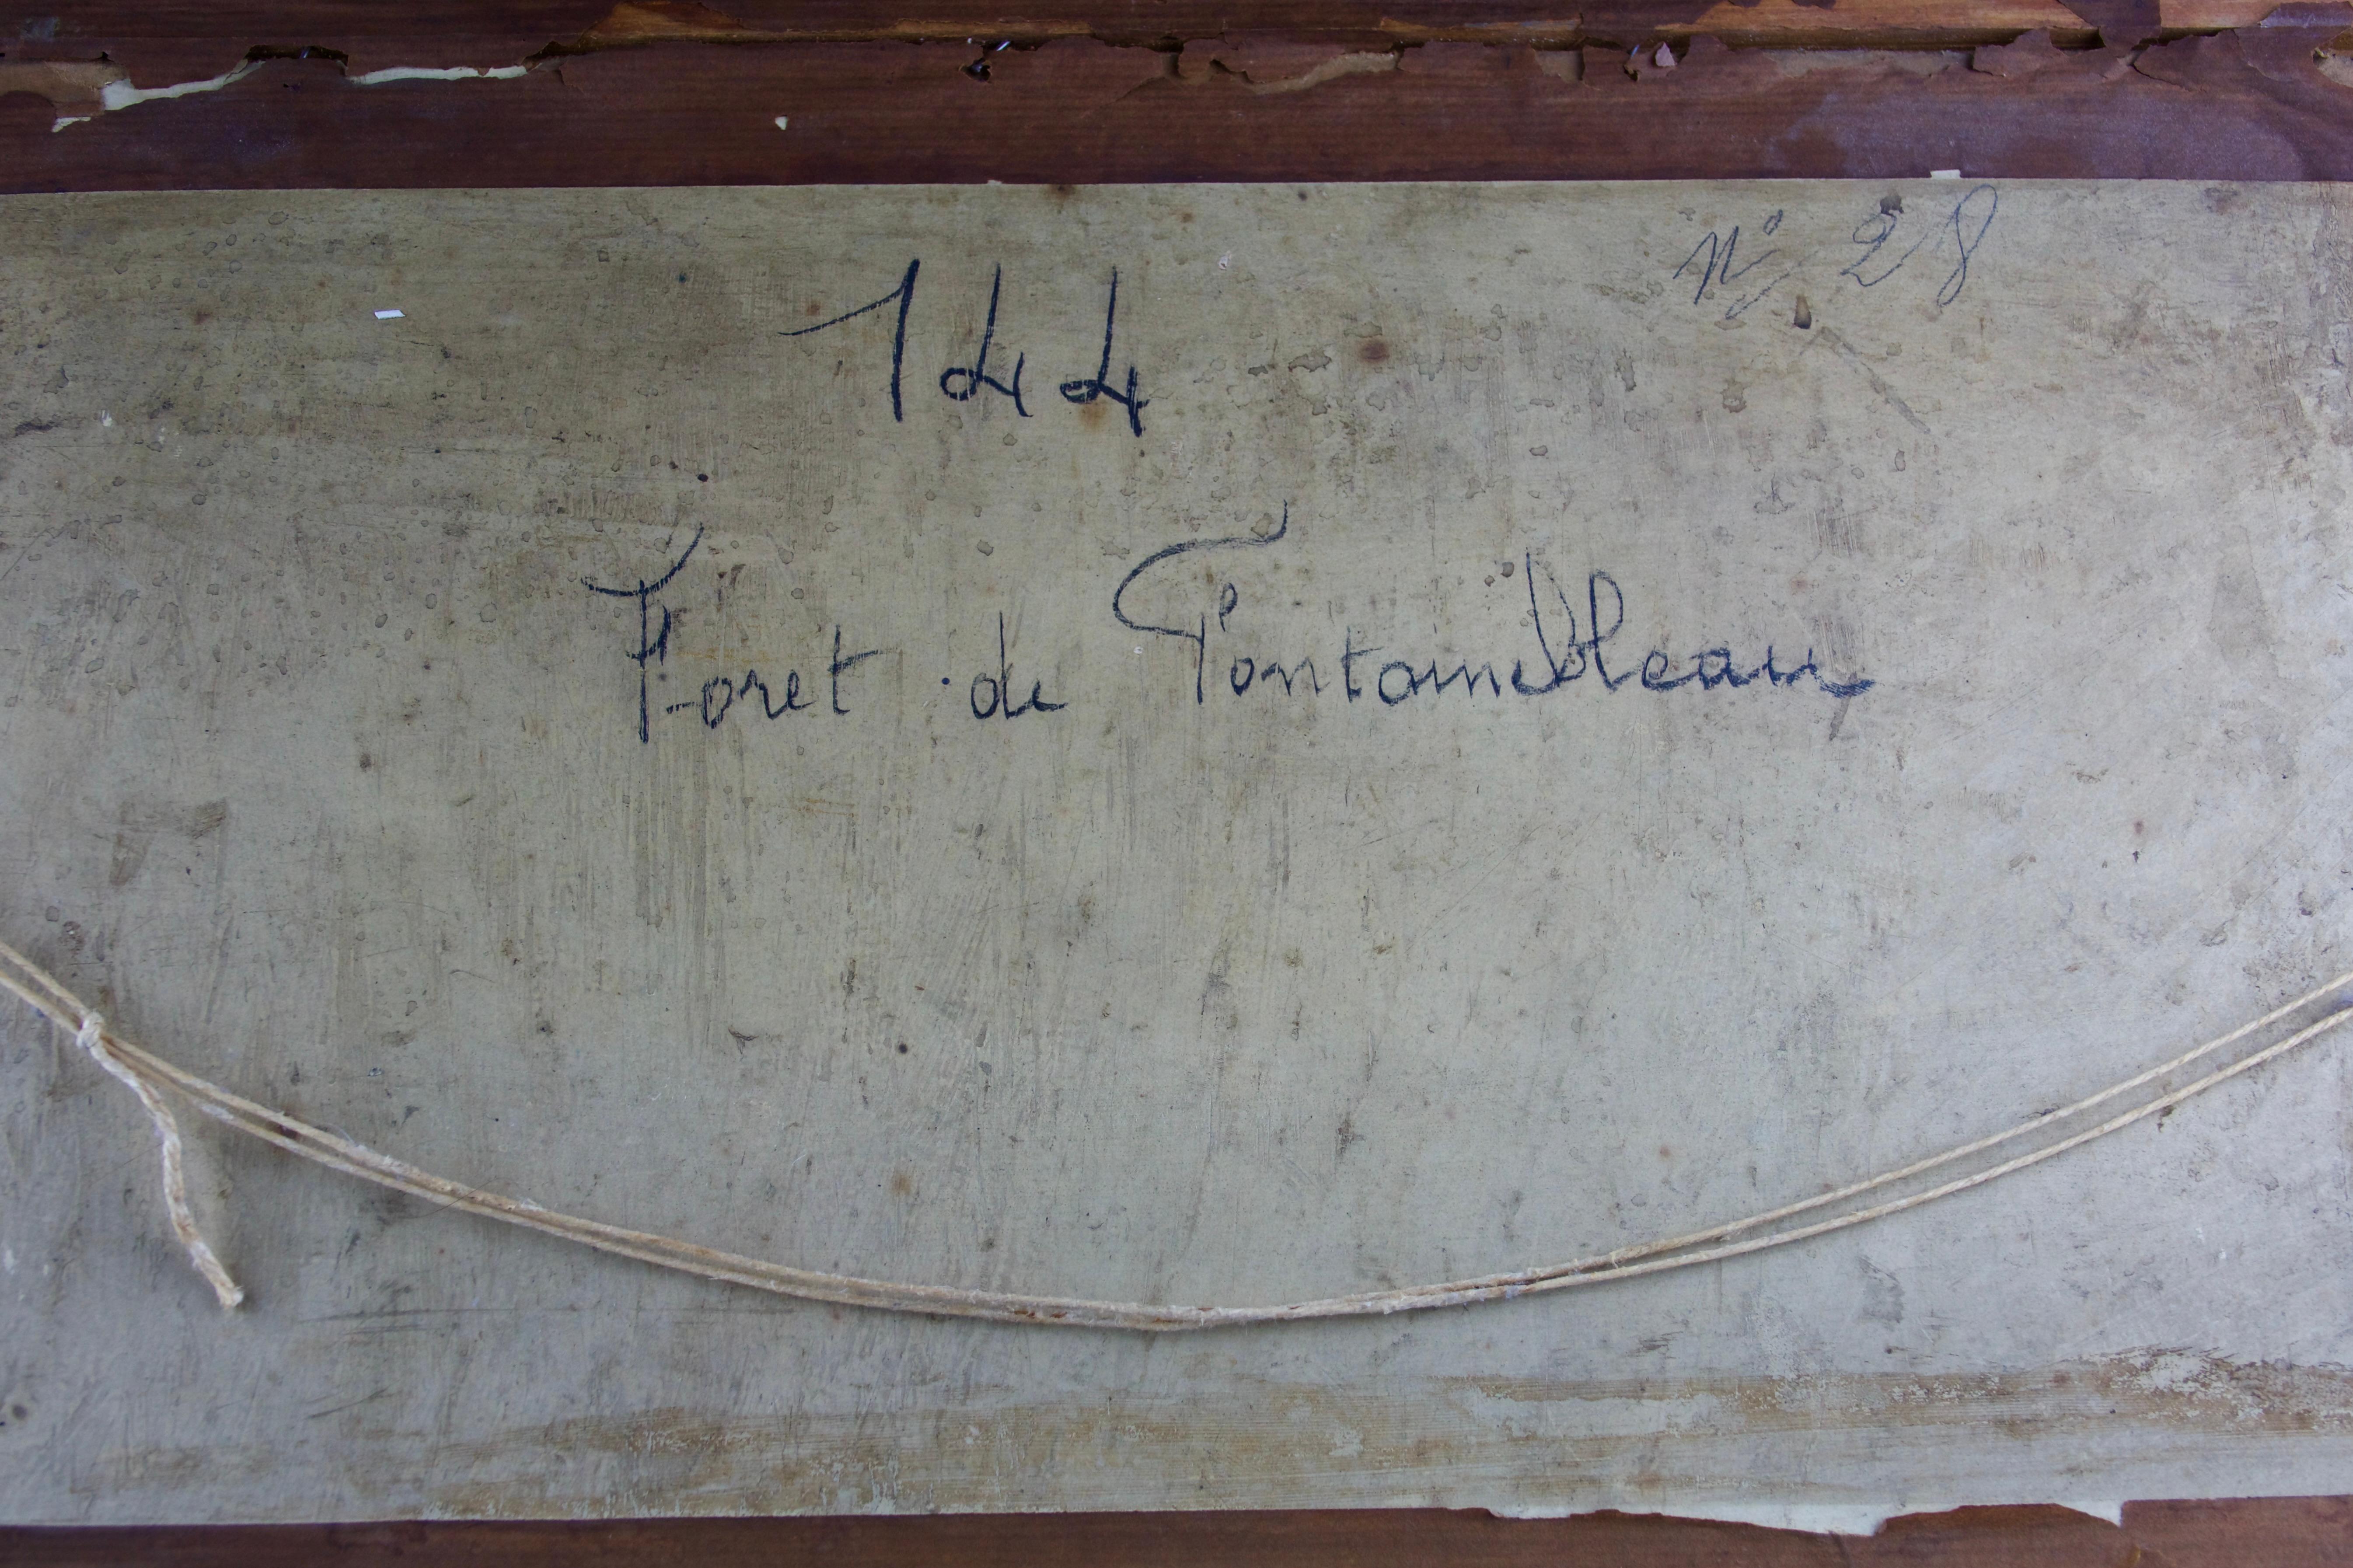 N° 28
144
Foret de Fontainebleau